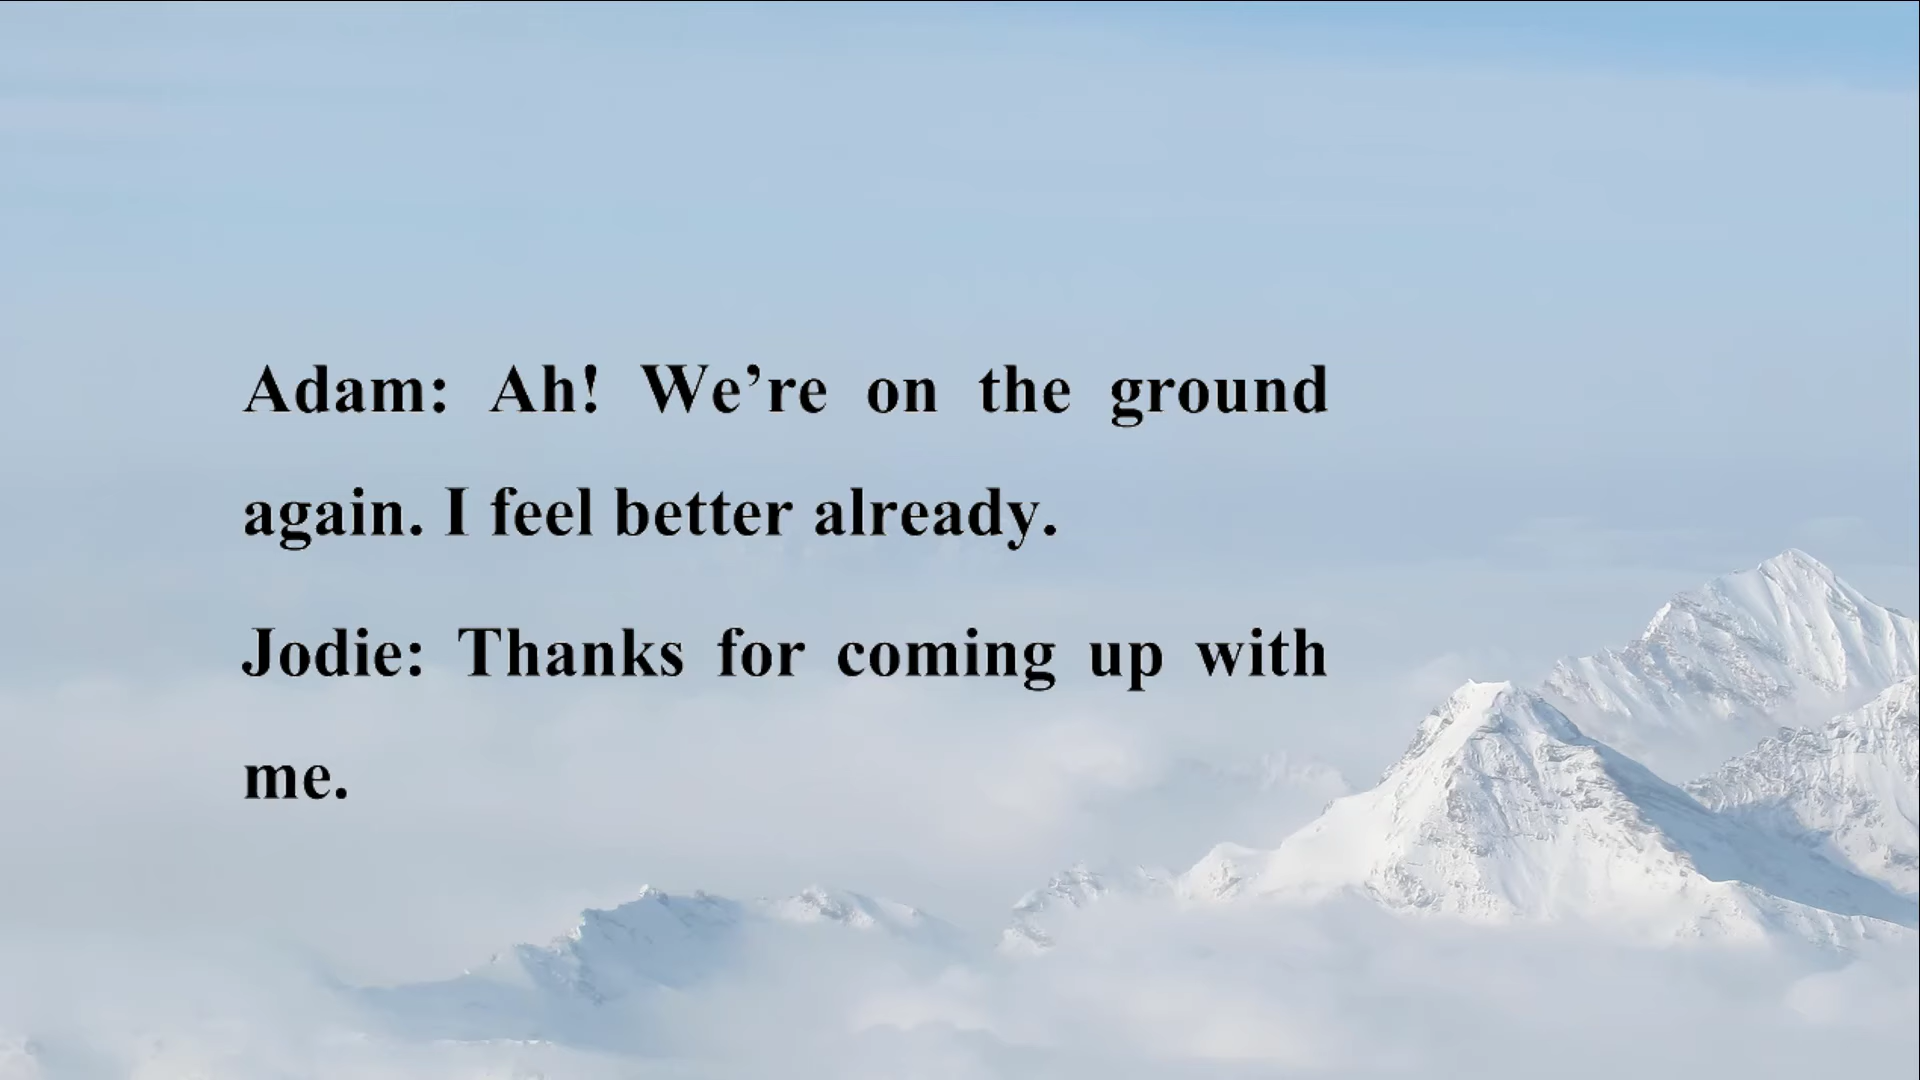 Adam: Ah! We’re on the ground
again. I feel better already.
Jodie: Thanks for coming up with
me.